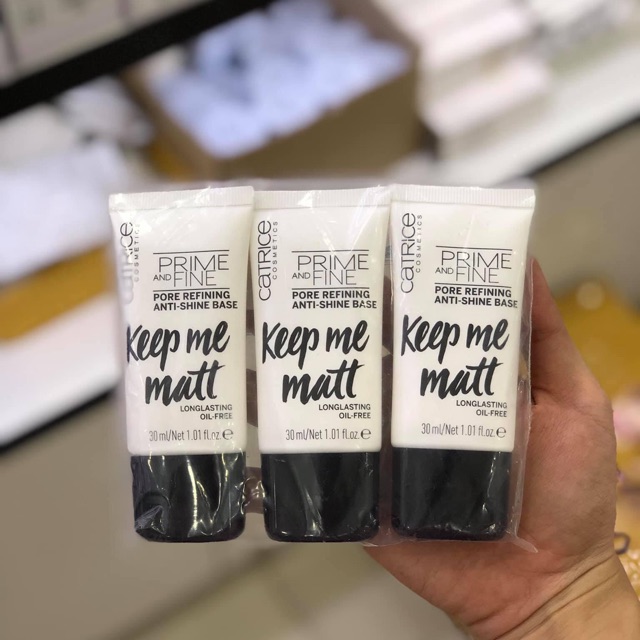 CATRICE
COSMETICS
PRIME
AND FINE
PORE REFINING
ANTI-SHINE BASE
Keep me
matt
LONGLASTING
OIL-FREE
30 ml/Net 1.01 fl.oz.℮
CATRICE
COSMETICS
PRIME
AND FINE
PORE REFINING
ANTI-SHINE BASE
Keep me
matt
LONGLASTING
OIL-FREE
30 ml/Net 1.01 fl.oz.℮
CATRICE
COSMETICS
PRIME
AND FINE
PORE REFINING
ANTI-SHINE BASE
Keep me
matt
LONGLASTING
OIL-FREE
30 ml/Net 1.01 fl.oz.℮